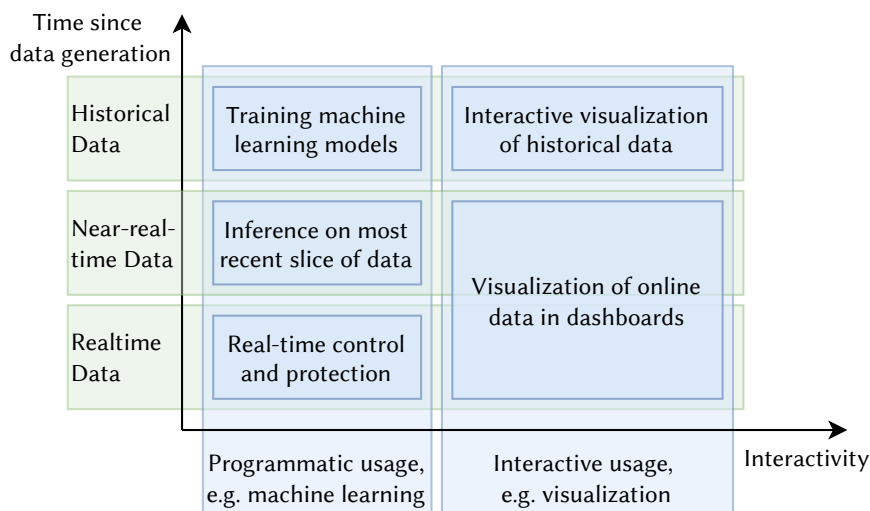 Time since
data generation
Historical
Data
Training machine
learning models
Interactive visualization
of historical data
Near-real-
time Data
Inference on most
recent slice of data
Visualization of online
data in dashboards
Realtime
Data
Real-time control
and protection
Interactivity
Programmatic usage,
e.g. machine learning
Interactive usage,
e.g. visualization